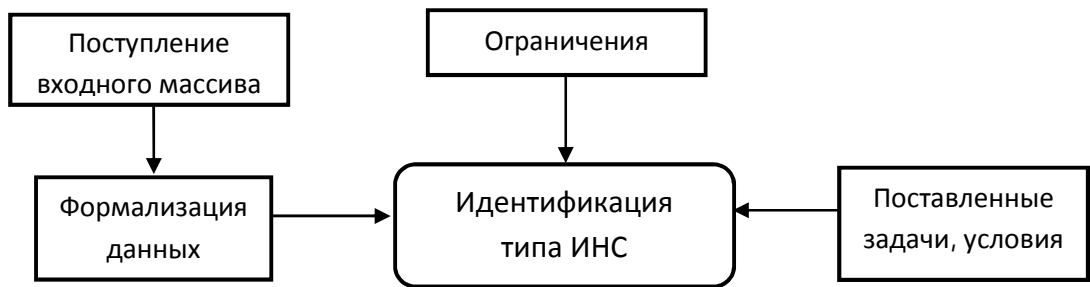 Поступление
входного массива
Ограничения
Формализация
данных
Идентификация
типа ИНС
Поставленные
задачи, условия